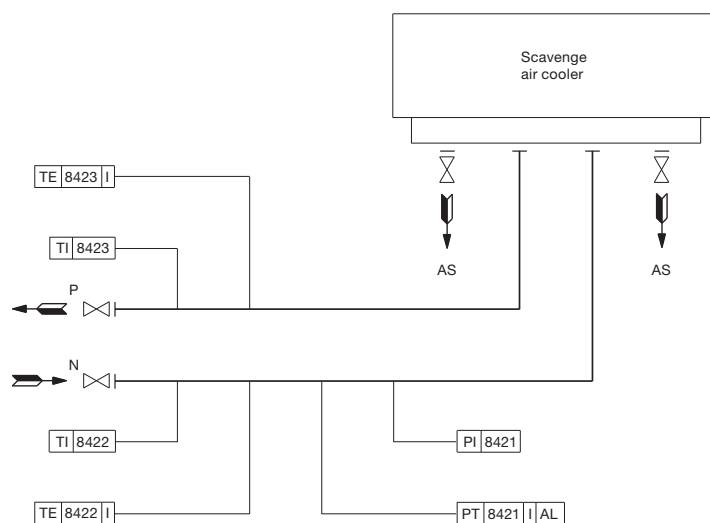 Scavenge
air cooler
TE 8423 I
TI 8423
AS
AS
P
N
TI 8422
PI 8421
TE 8422 I
PT 8421 I AL